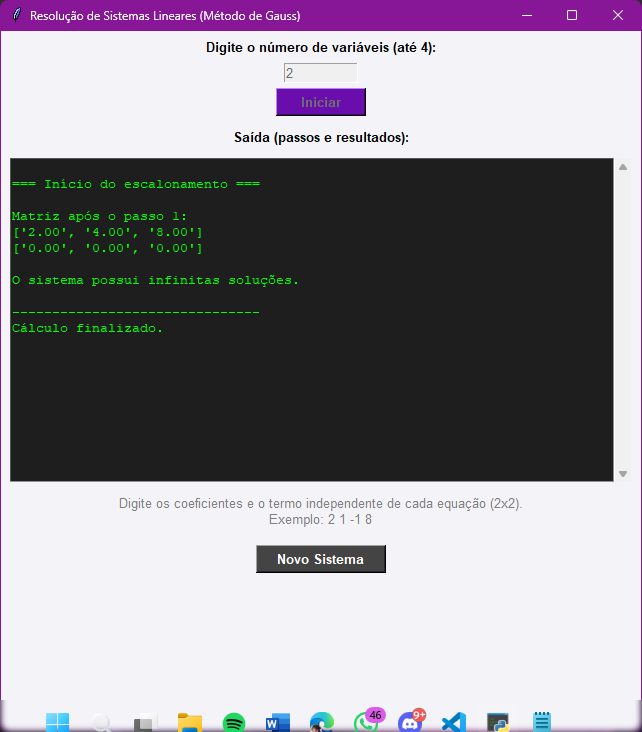 Resolução de Sistemas Lineares (Método de Gauss)
Digite o número de variáveis (até 4):
2
Iniciar
Saída (passos e resultados):
=== Início do escalonamento ===
Matriz após o passo 1:
['2.00', '4.00', '8.00']
['0.00', '0.00', '0.00']
O sistema possui infinitas soluções.
-------------------------------
Cálculo finalizado.
Digite os coeficientes e o termo independente de cada equação (2x2).
Exemplo: 2 1 -1 8
Novo Sistema
46
9+